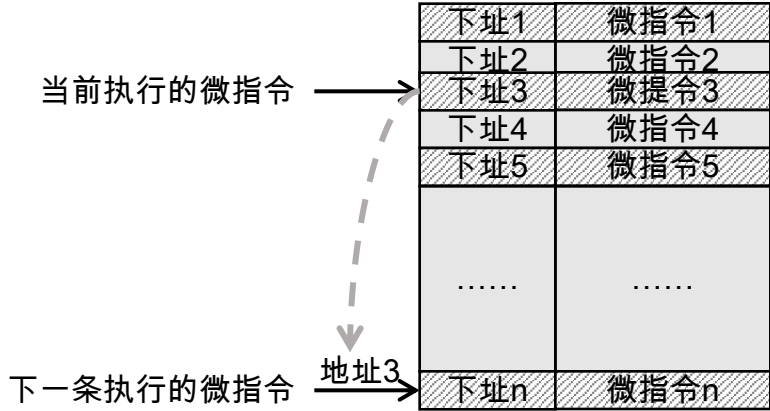 下址1 微指令1
下址2 微指令2
当前执行的微指令 下址3 微提令3
下址4 微指令4
下址5 微指令5
…… ……
地址3
下一条执行的微指令 下址n 微指令n